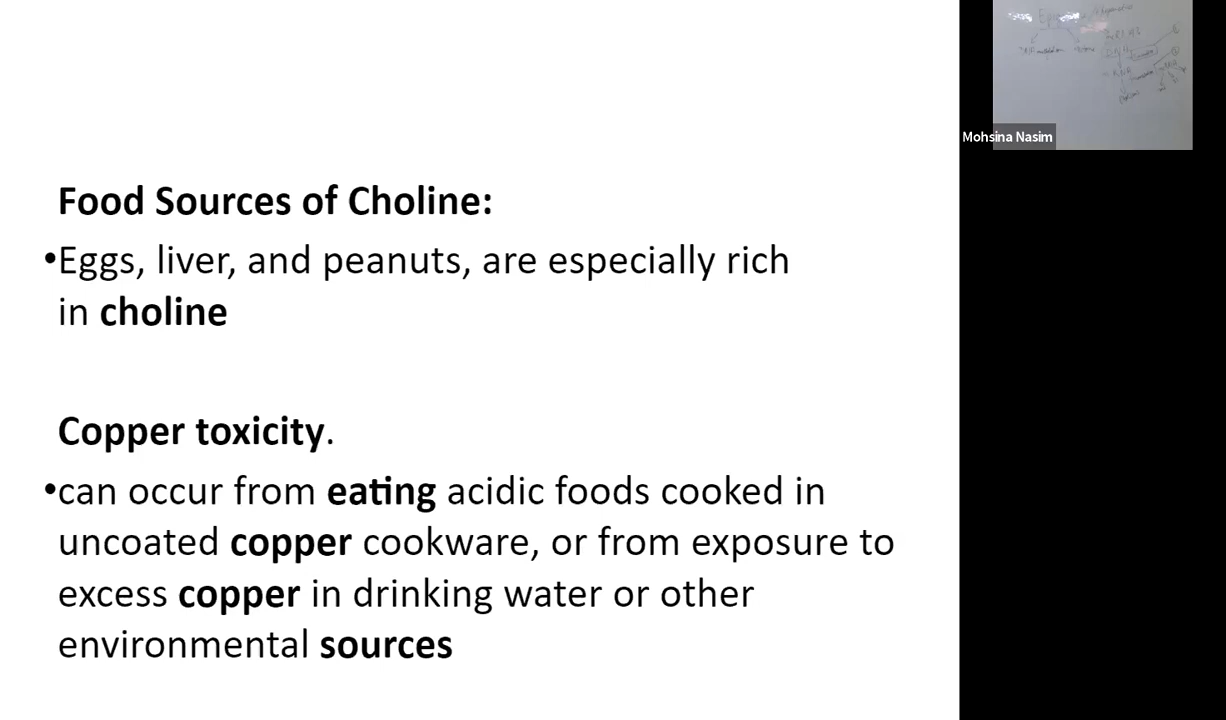 Food Sources of Choline:
•Eggs, liver, and peanuts, are especially rich
in choline
Copper toxicity.
•can occur from eating acidic foods cooked in
uncoated copper cookware, or from exposure to
excess copper in drinking water or other
environmental sources
Mohsina Nasim